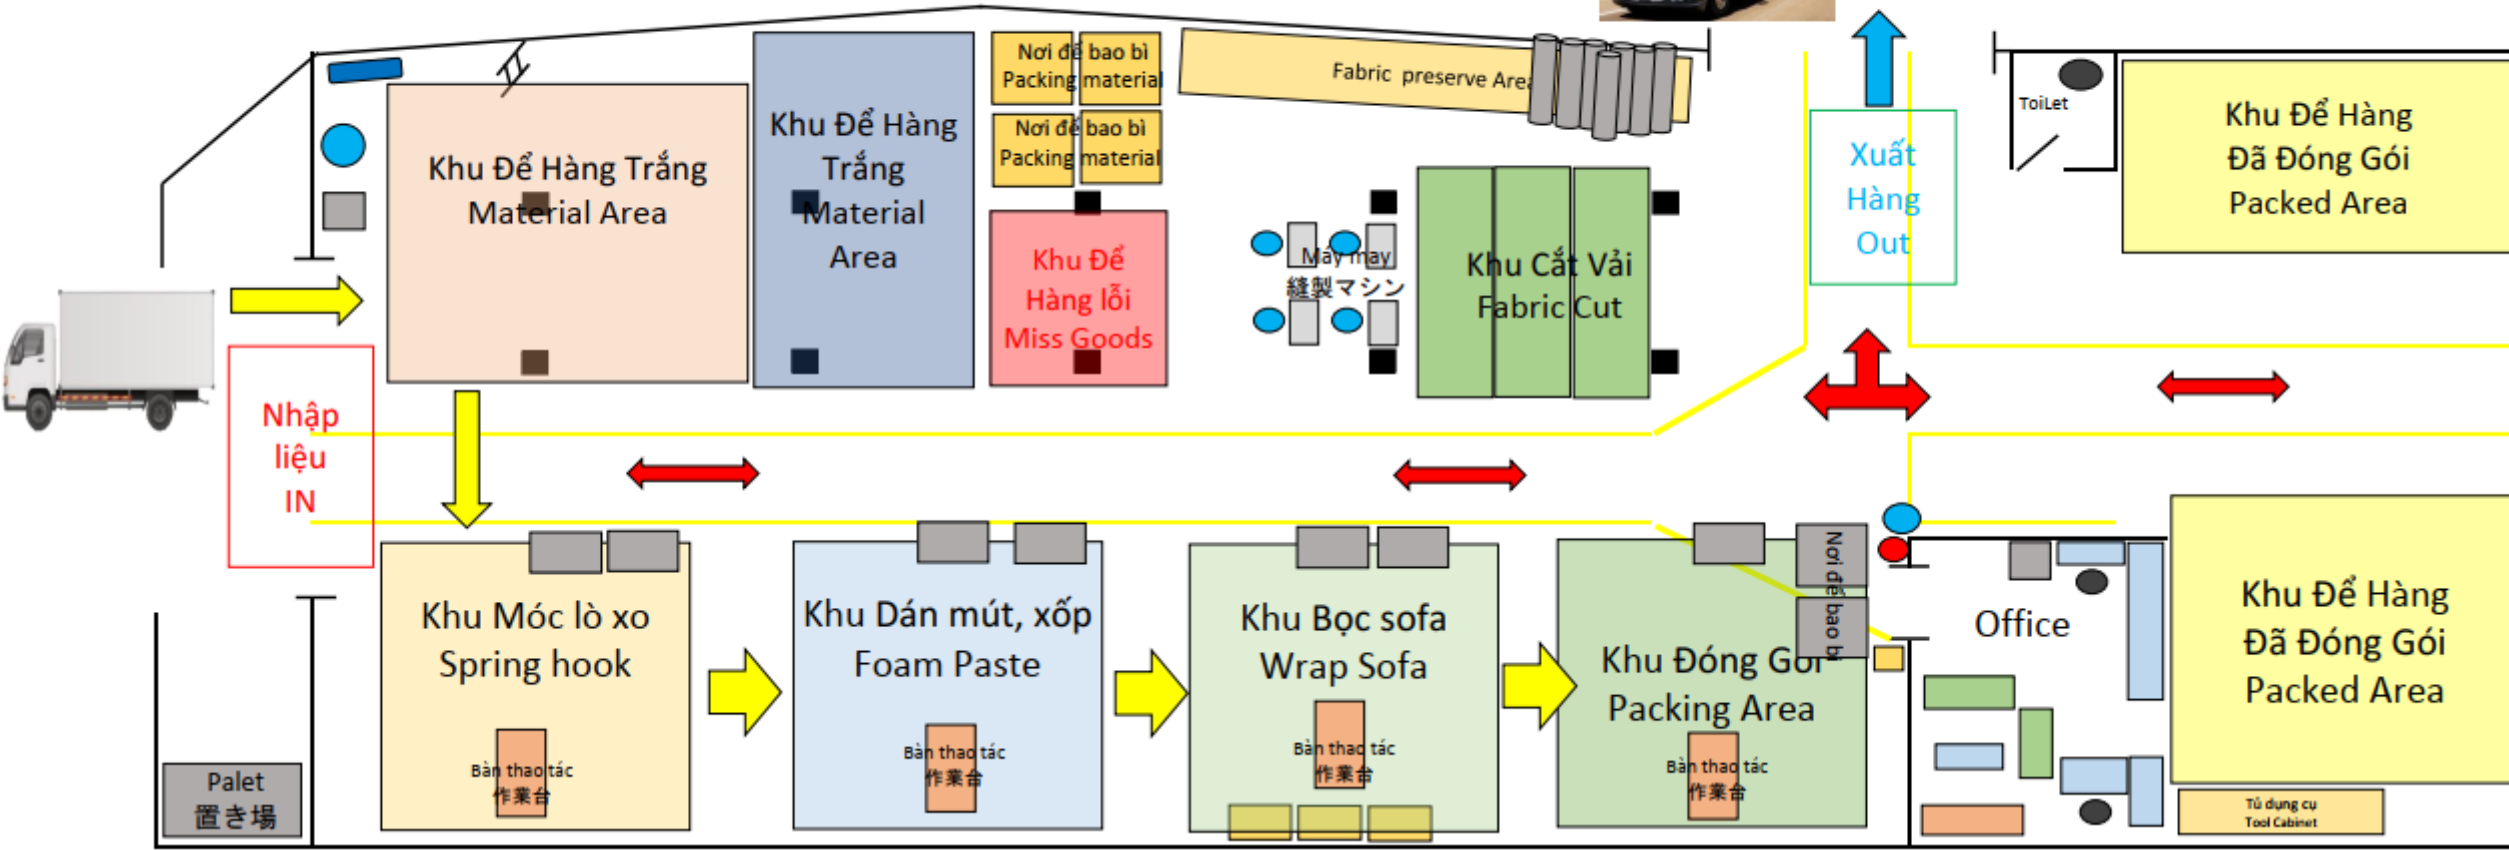 Nơi để bao bì
Packing material
Nơi để bao bì
Packing material
Fabric preserve Area
ToiLet
Khu Để Hàng
Đã Đóng Gói
Packed Area
Khu Để Hàng Trắng
Material Area
Khu Để Hàng
Trắng
Material
Area
Khu Để
Hàng lỗi
Miss Goods
Máy may
縫製マシン
Khu Cắt Vải
Fabric Cut
Xuất
Hàng
Out
Nhập
liệu
IN
Khu Móc lò xo
Spring hook
Bàn thao tác
作業台
Khu Dán mút, xốp
Foam Paste
Bàn thao tác
作業台
Khu Bọc sofa
Wrap Sofa
Bàn thao tác
作業台
Khu Đóng Gói
Packing Area
Bàn thao tác
作業台
Nơi để bao bì
Office
Khu Để Hàng
Đã Đóng Gói
Packed Area
Tủ dụng cụ
Tool Cabinet
Palet
置き場